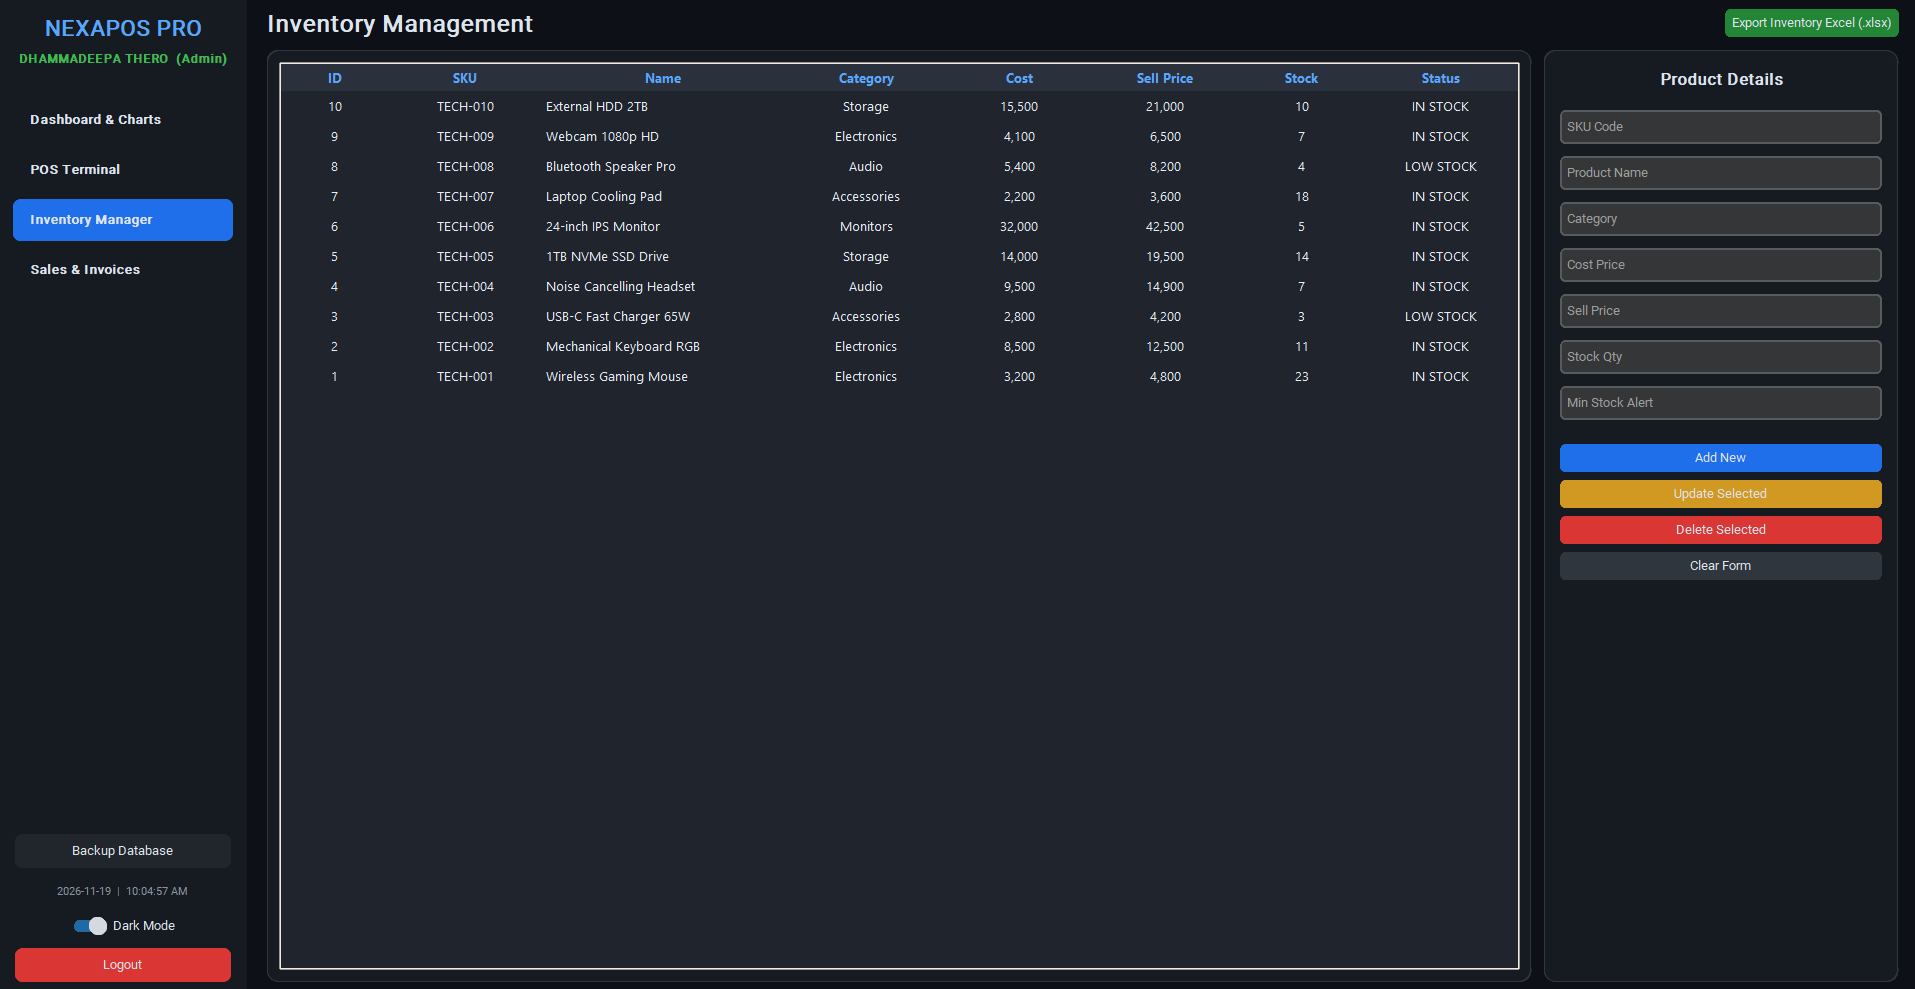 NEXAPOS PRO
DHAMMADEEPA THERO (Admin)
Dashboard & Charts
POS Terminal
Inventory Manager
Sales & Invoices
Backup Database
2026-11-19 | 10:04:57 AM
Dark Mode
Logout
Inventory Management
Export Inventory Excel (.xlsx)
ID SKU Name Category Cost Sell Price Stock Status
10 TECH-010 External HDD 2TB Storage 15,500 21,000 10 IN STOCK
9 TECH-009 Webcam 1080p HD Electronics 4,100 6,500 7 IN STOCK
8 TECH-008 Bluetooth Speaker Pro Audio 5,400 8,200 4 LOW STOCK
7 TECH-007 Laptop Cooling Pad Accessories 2,200 3,600 18 IN STOCK
6 TECH-006 24-inch IPS Monitor Monitors 32,000 42,500 5 IN STOCK
5 TECH-005 1TB NVMe SSD Drive Storage 14,000 19,500 14 IN STOCK
4 TECH-004 Noise Cancelling Headset Audio 9,500 14,900 7 IN STOCK
3 TECH-003 USB-C Fast Charger 65W Accessories 2,800 4,200 3 LOW STOCK
2 TECH-002 Mechanical Keyboard RGB Electronics 8,500 12,500 11 IN STOCK
1 TECH-001 Wireless Gaming Mouse Electronics 3,200 4,800 23 IN STOCK
Product Details
SKU Code
Product Name
Category
Cost Price
Sell Price
Stock Qty
Min Stock Alert
Add New
Update Selected
Delete Selected
Clear Form